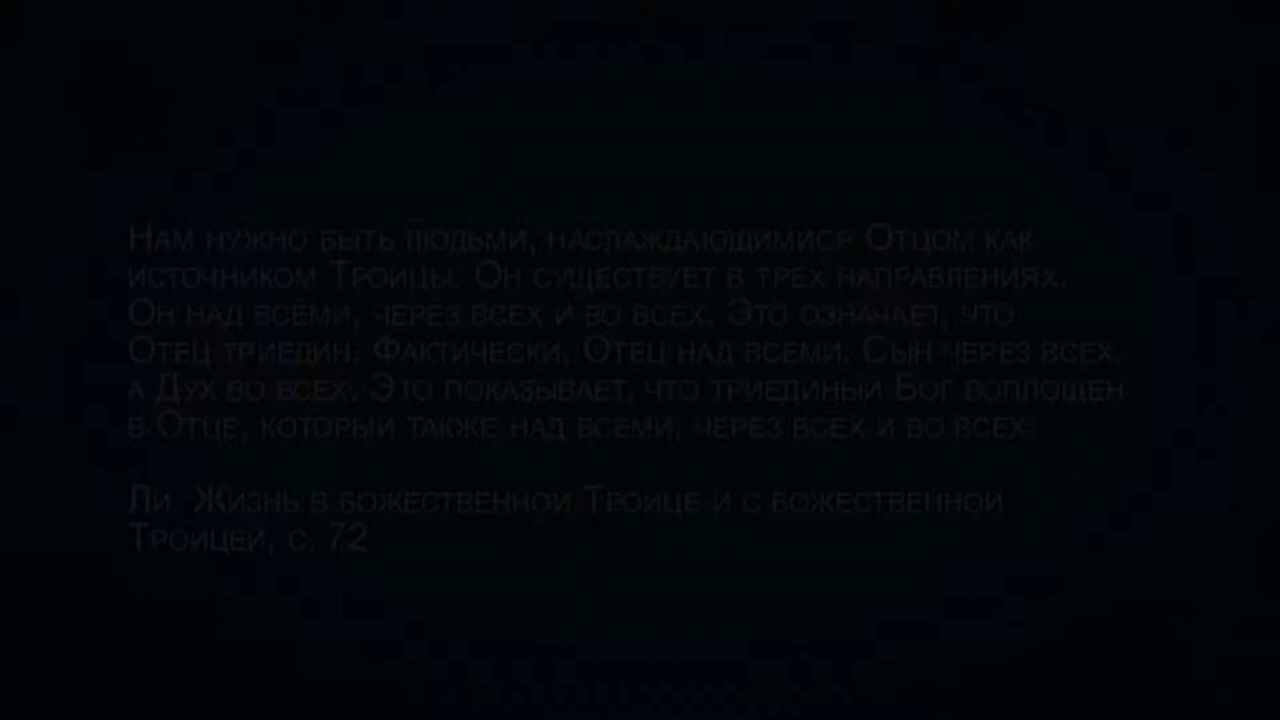 Нам нужно быть людьми, наслаждающимися Отцом как
источником Троицы. Он существует в трех направлениях.
Он над всеми, через всех и во всех. Это означает, что
Отец триедин. Фактически, Отец над всеми, Сын через всех,
а Дух во всех. Это показывает, что триединый Бог воплощен
в Отце, который также над всеми, через всех и во всех.
Ли. Жизнь в божественной Троице и с божественной
Троицей, с. 72